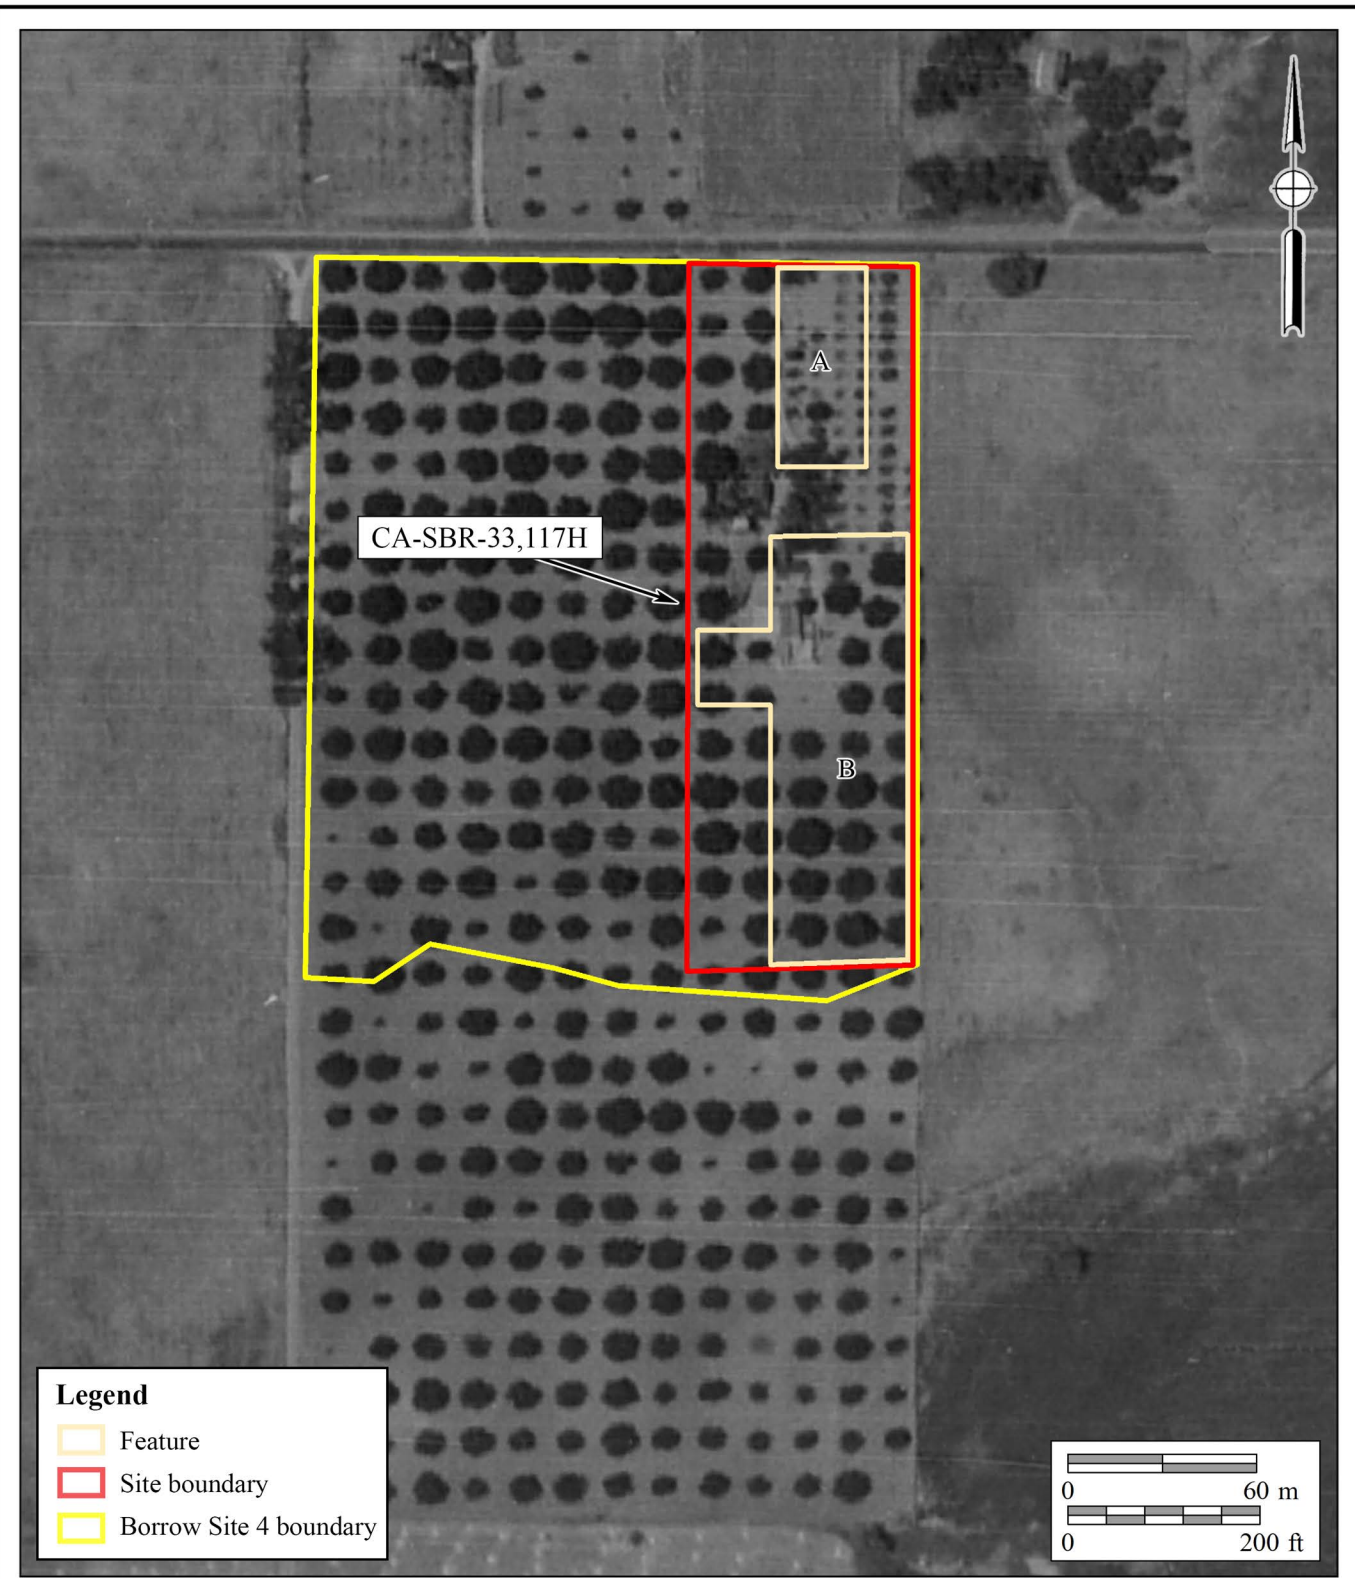 A
CA-SBR-33,117H
B
Legend
Feature
Site boundary
Borrow Site 4 boundary
0 60 m
0 200 ft